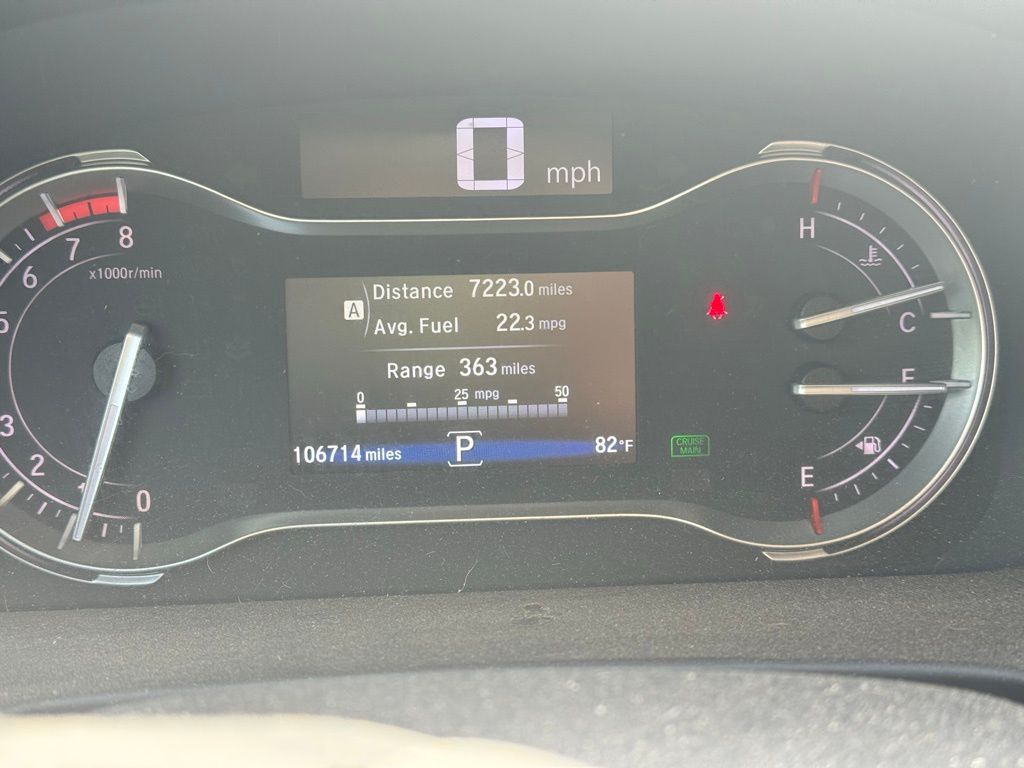 0 mph
8
7
6
5
3
2
1
0
x1000r/min
A
Distance 7223.0 miles
Avg. Fuel 22.3 mpg
Range 363 miles
0 25 mpg 50
106714 miles P 82°F
H
C
F
E
CRUISE
MAIN